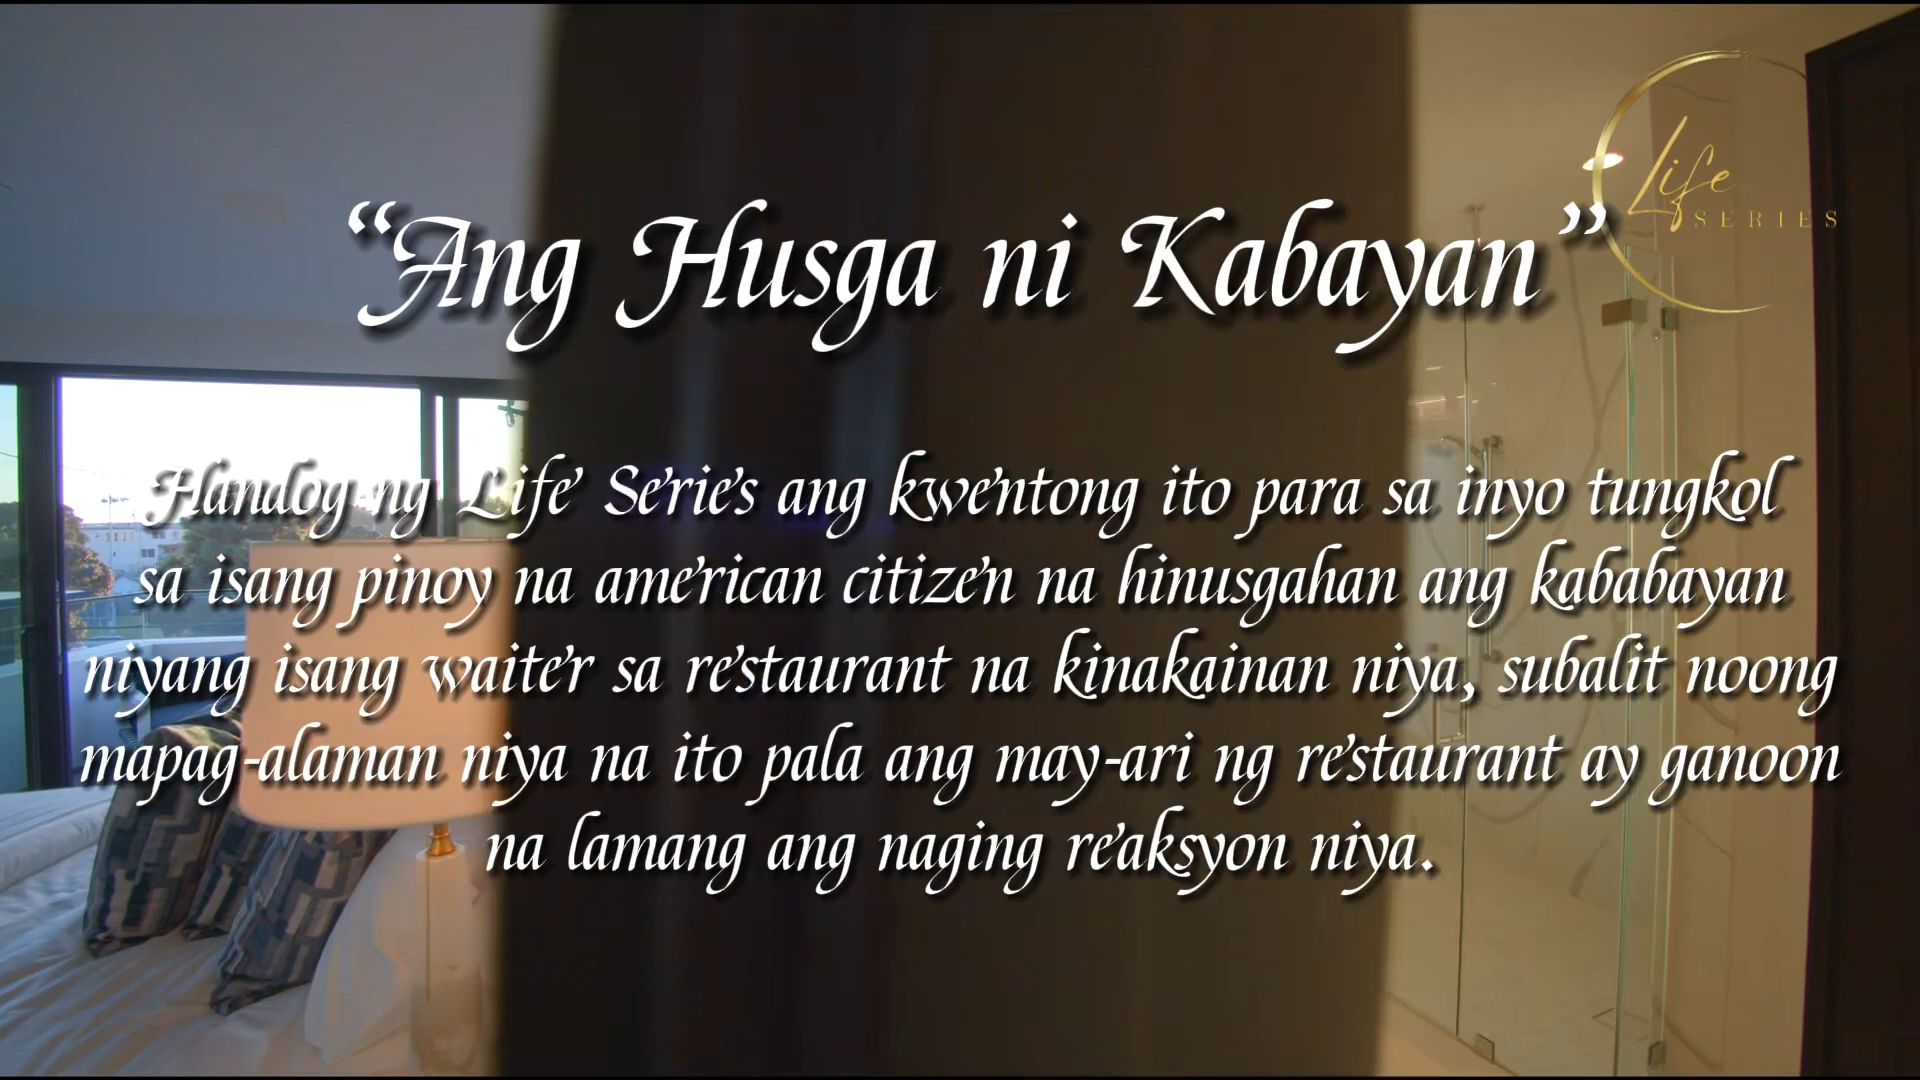 “Ang Husga ni Kabayan”
Life
SERIES
Handog ng Life Series ang kwentong ito para sa inyo tungkol
sa isang pinoy na american citizen na hinusgahan ang kababayan
niyang isang waiter sa restaurant na kinakainan niya, subalit noong
mapag-alaman niya na ito pala ang may-ari ng restaurant ay ganoon
na lamang ang naging reaksyon niya.